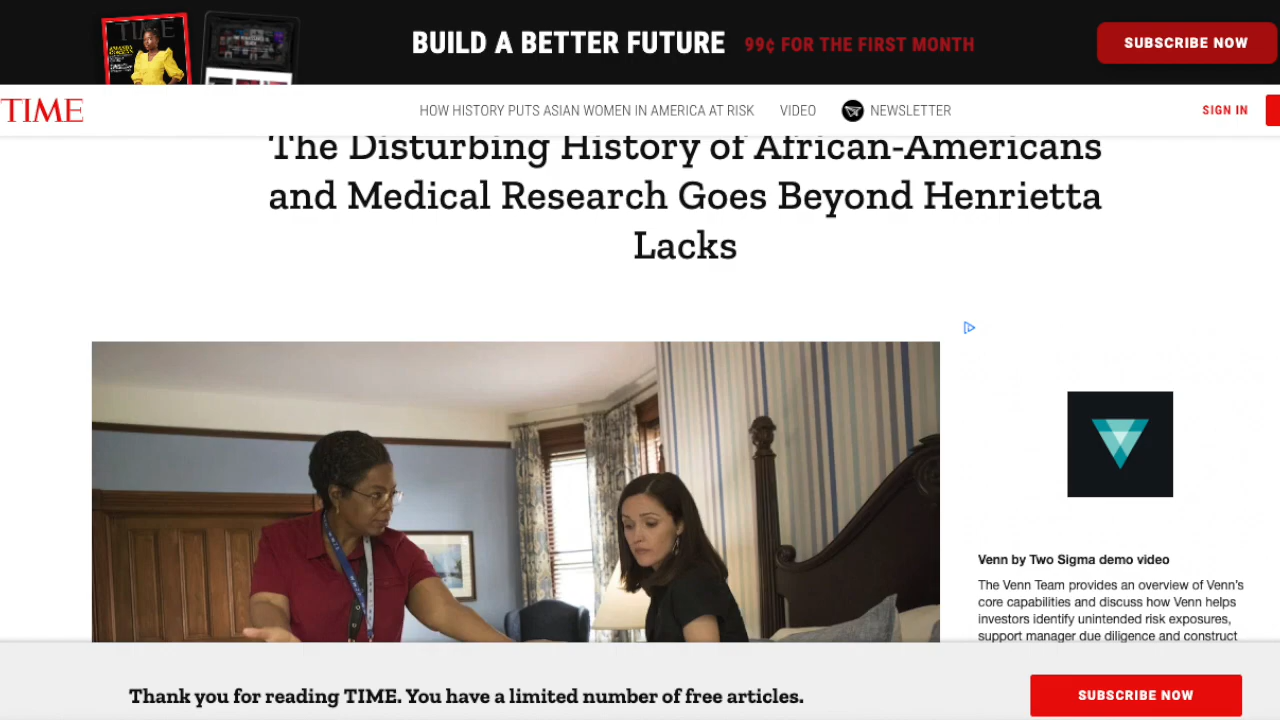 TIME
AMANDA
GORMAN
BUILD A BETTER FUTURE 99¢ FOR THE FIRST MONTH
SUBSCRIBE NOW
TIME
HOW HISTORY PUTS ASIAN WOMEN IN AMERICA AT RISK
VIDEO
NEWSLETTER
SIGN IN
The Disturbing History of African-Americans
and Medical Research Goes Beyond Henrietta
Lacks
Venn by Two Sigma demo video
The Venn Team provides an overview of Venn's
core capabilities and discuss how Venn helps
investors identify unintended risk exposures,
support manager due diligence and construct
Thank you for reading TIME. You have a limited number of free articles.
SUBSCRIBE NOW